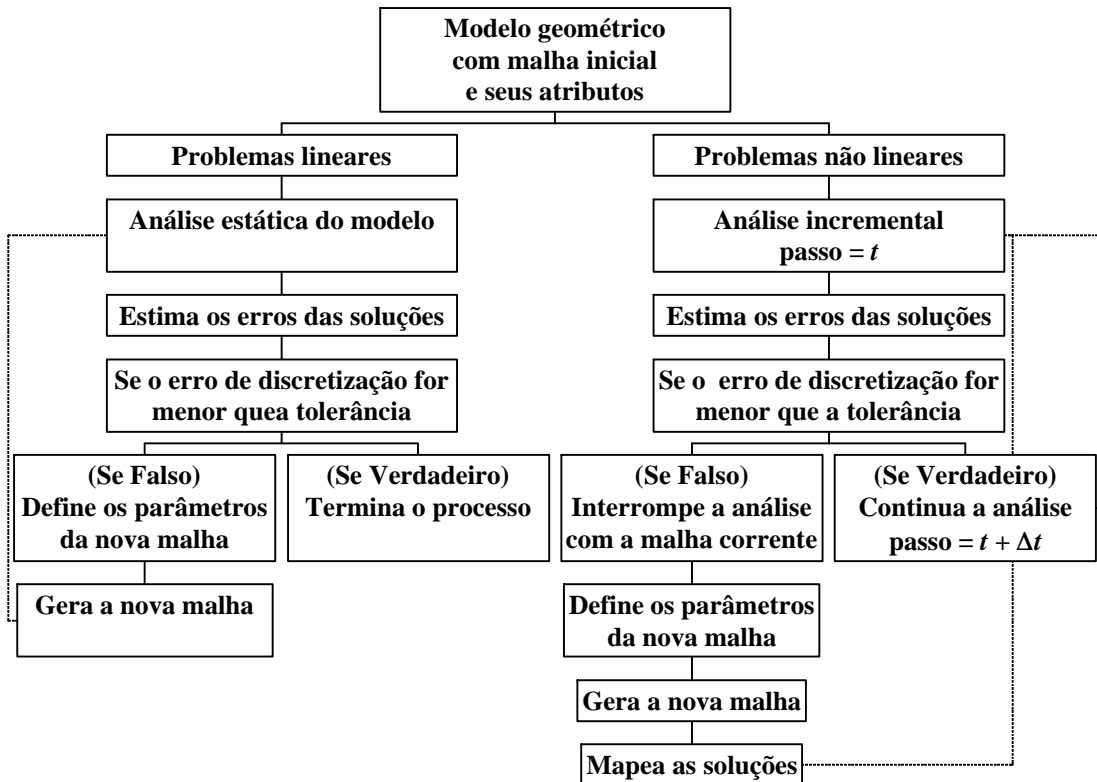 Modelo geométrico
com malha inicial
e seus atributos
Problemas lineares
Problemas não lineares
Análise estática do modelo
Análise incremental
passo = t
Estima os erros das soluções
Estima os erros das soluções
Se o erro de discretização for
menor quea tolerância
Se o erro de discretização for
menor que a tolerância
(Se Falso)
Define os parâmetros
da nova malha
(Se Verdadeiro)
Termina o processo
(Se Falso)
Interrompe a análise
com a malha corrente
(Se Verdadeiro)
Continua a análise
passo = t + Δt
Gera a nova malha
Define os parâmetros
da nova malha
Gera a nova malha
Mapea as soluções